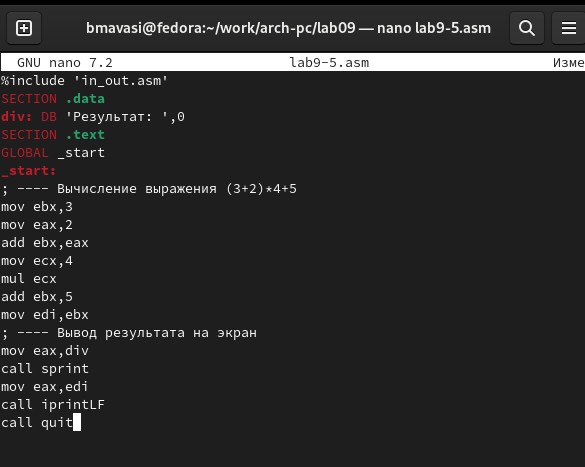 bmavasi@fedora:~/work/arch-pc/lab09 — nano lab9-5.asm
GNU nano 7.2 lab9-5.asm Изме
%include 'in_out.asm'
SECTION .data
div: DB 'Результат: ',0
SECTION .text
GLOBAL _start
_start:
; ---- Вычисление выражения (3+2)*4+5
mov ebx,3
mov eax,2
add ebx,eax
mov ecx,4
mul ecx
add ebx,5
mov edi,ebx
; ---- Вывод результата на экран
mov eax,div
call sprint
mov eax,edi
call iprintLF
call quit